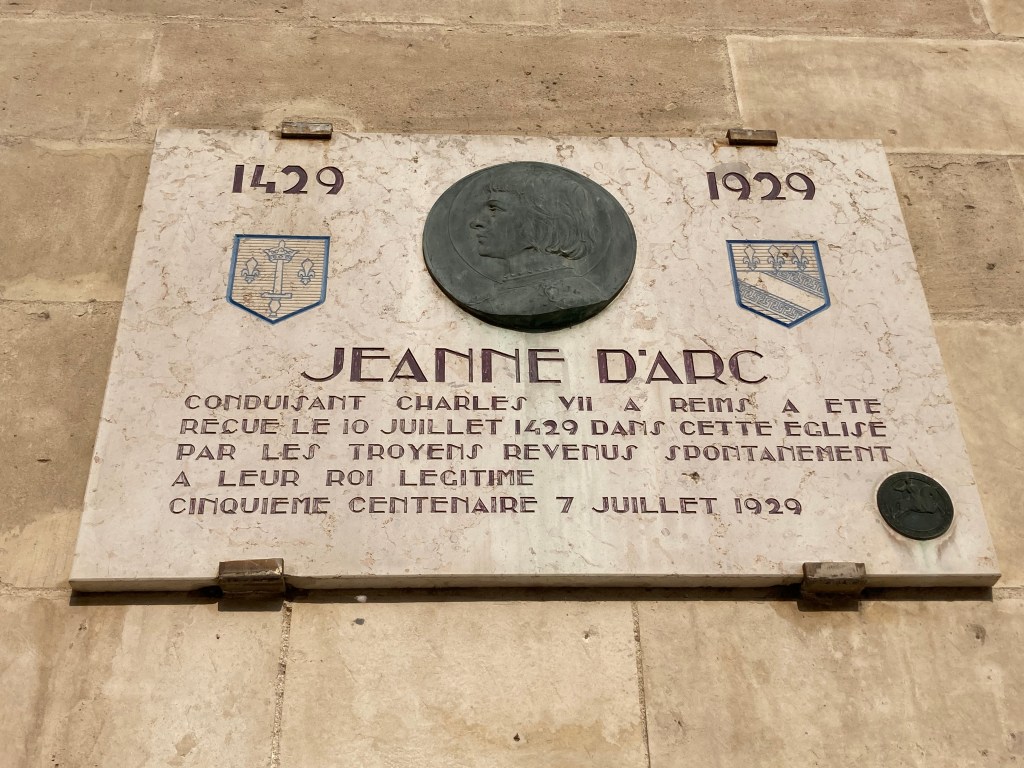 1429
1929
JEANNE D'ARC
CONDUISANT CHARLES VII A REIMS A ETE
REÇUE LE 10 JUILLET 1429 DANS CETTE EGLISE
PAR LES TROYENS REVENUS SPONTANEMENT
A LEUR ROI LEGITIME
CINQUIEME CENTENAIRE 7 JUILLET 1929